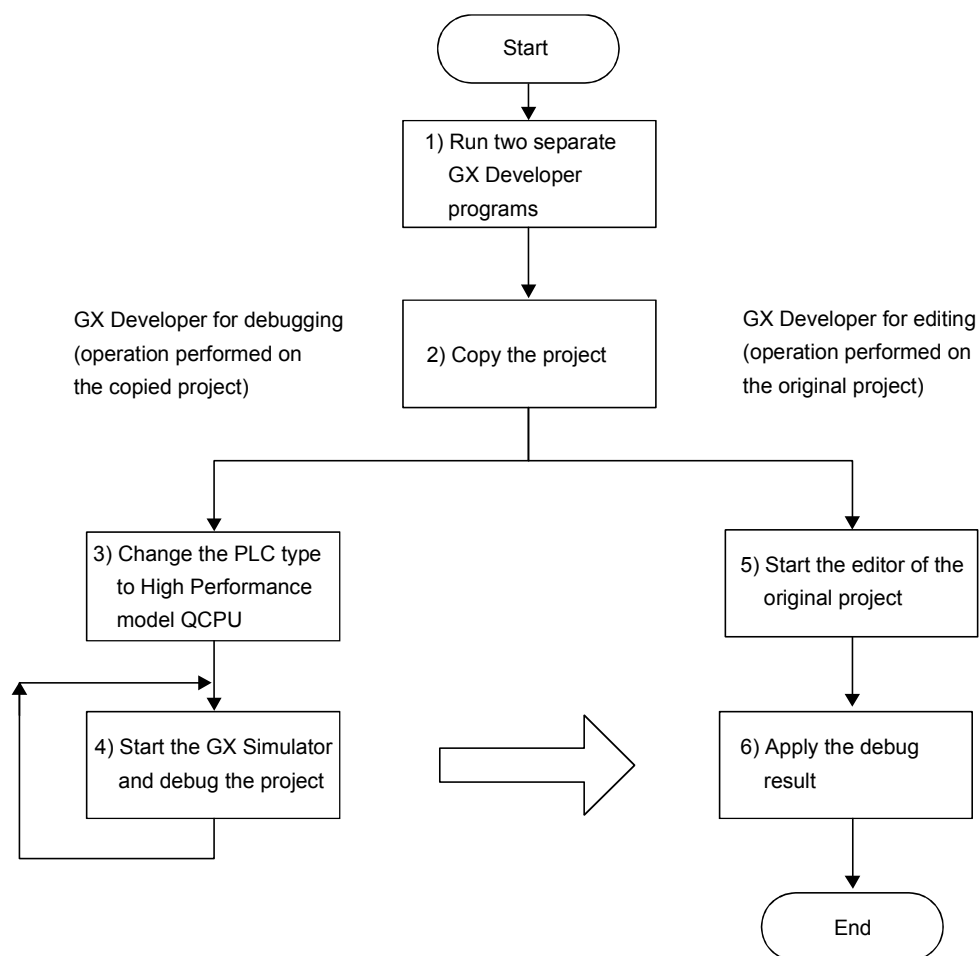 Start
1) Run two separate
GX Developer
programs
GX Developer for debugging
(operation performed on
the copied project)
2) Copy the project
GX Developer for editing
(operation performed on
the original project)
3) Change the PLC type
to High Performance
model QCPU
4) Start the GX Simulator
and debug the project
5) Start the editor of the
original project
6) Apply the debug
result
End